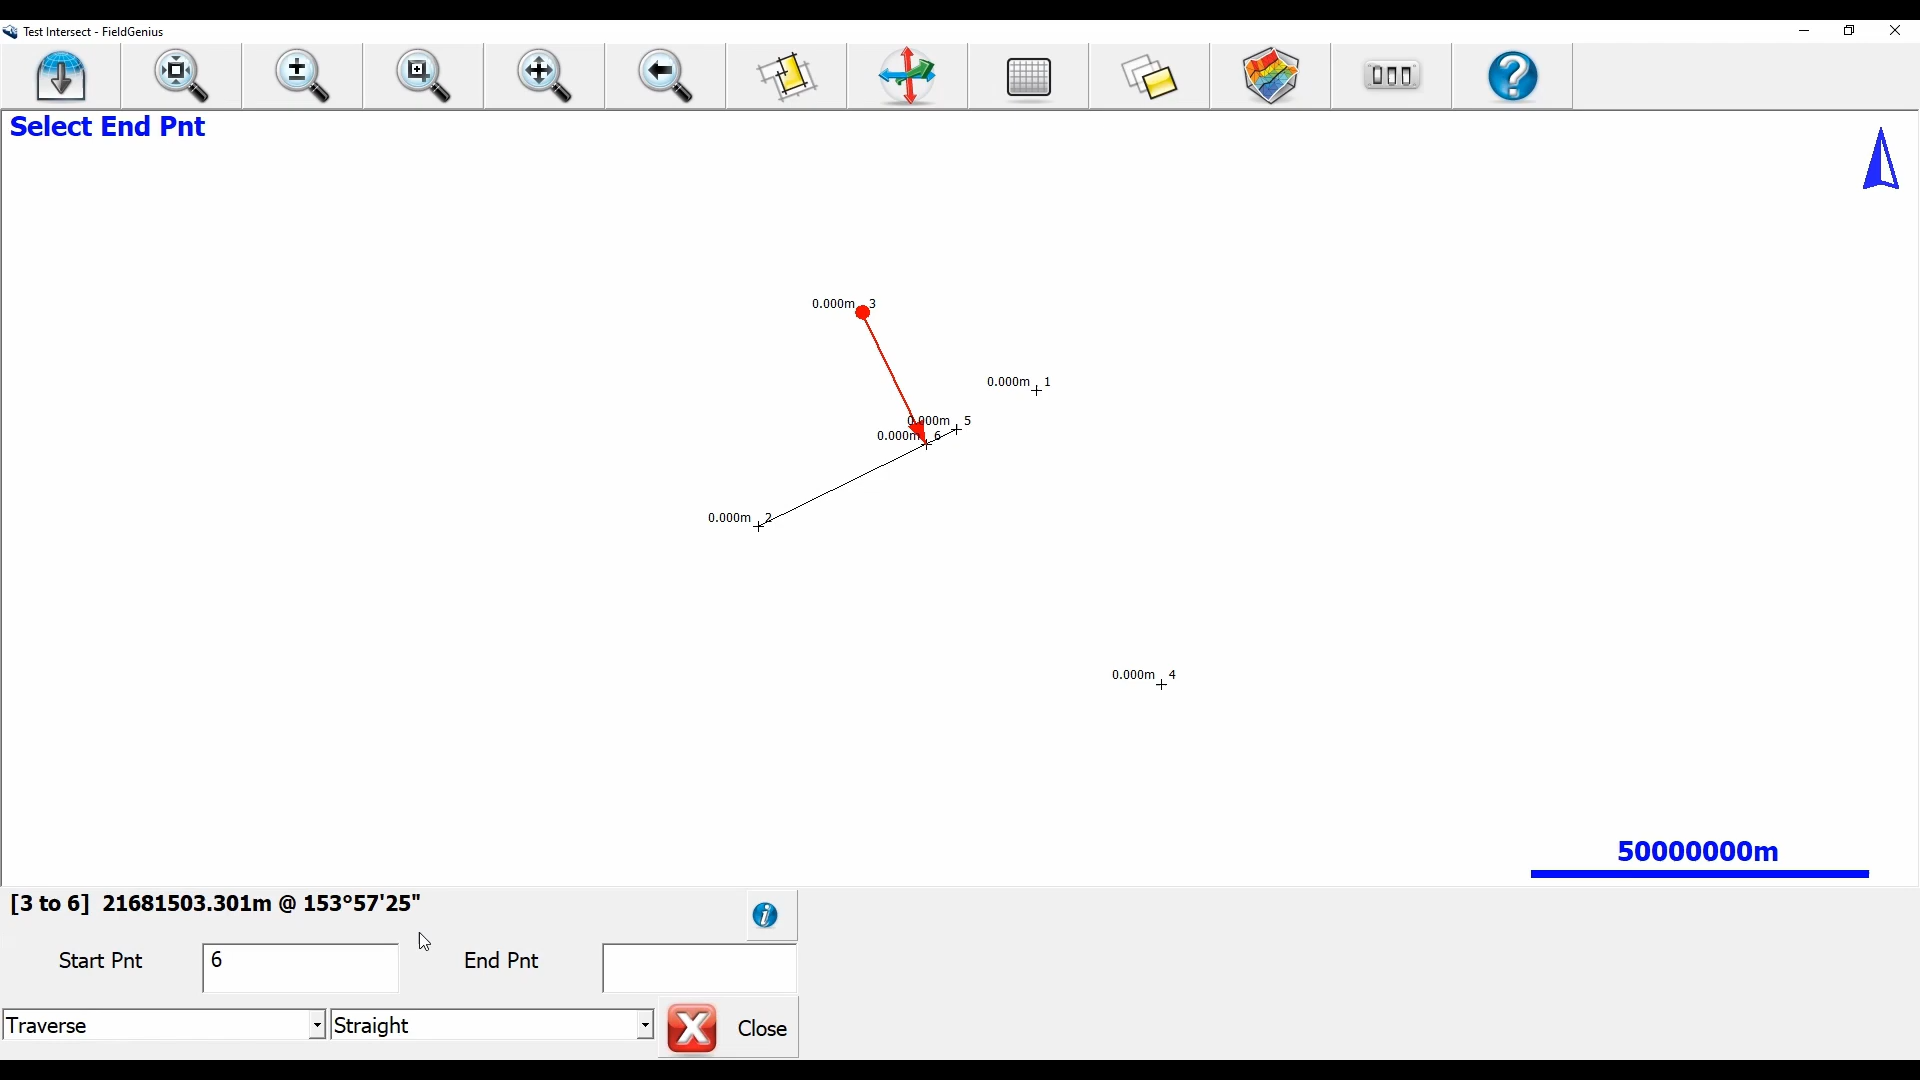 Test Intersect - FieldGenius
Select End Pnt
0.000m 3
0.000m 1
0.000m 5
0.000m 6
0.000m 2
0.000m 4
50000000m
[3 to 6] 21681503.301m @ 153°57'25"
Start Pnt 6 End Pnt
Traverse Straight Close